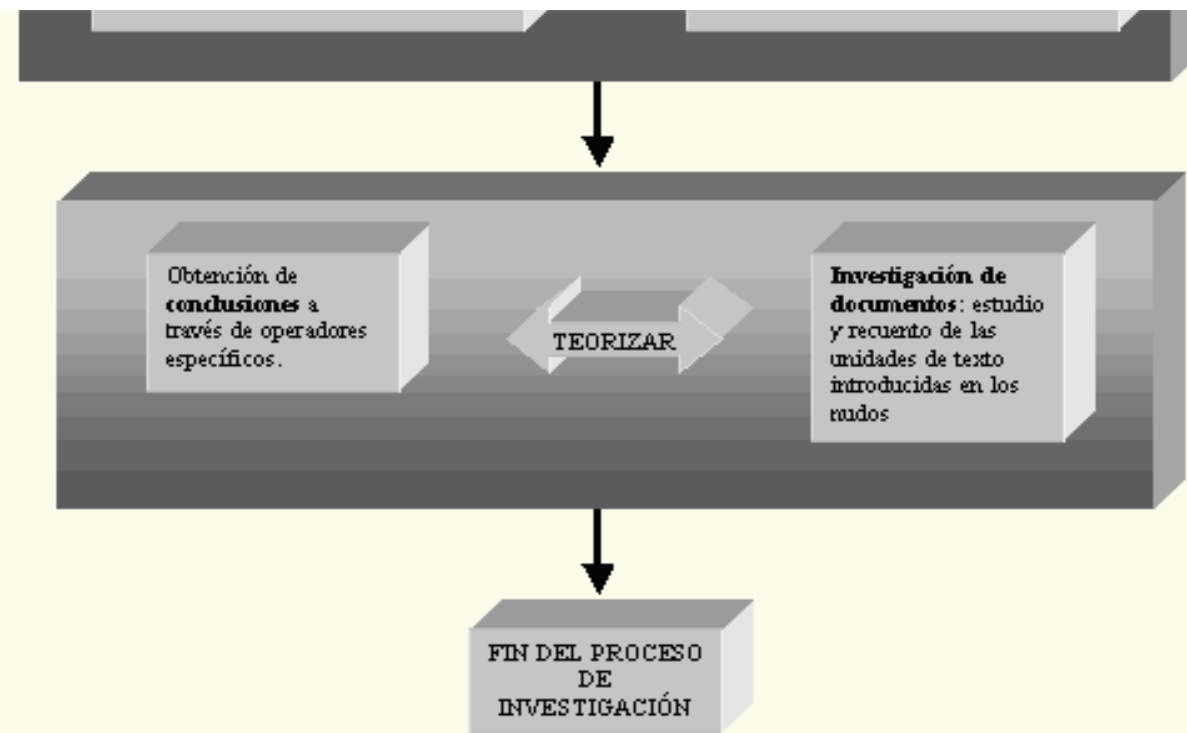 Obtención de
conclusiones a
través de operadores
específicos.
TEORIZAR
Investigación de
documentos: estudio
y recuento de las
unidades de texto
introducidas en los
nudos
FIN DEL PROCESO
DE
INVESTIGACIÓN